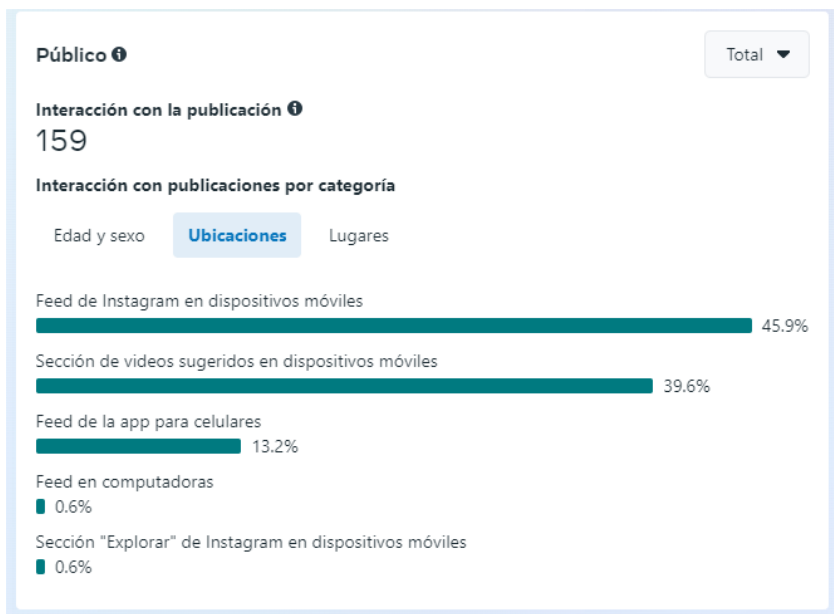 Público
Total
Interacción con la publicación
159
Interacción con publicaciones por categoría
Edad y sexo Ubicaciones Lugares
Feed de Instagram en dispositivos móviles
45.9%
Sección de videos sugeridos en dispositivos móviles
39.6%
Feed de la app para celulares
13.2%
Feed en computadoras
0.6%
Sección "Explorar" de Instagram en dispositivos móviles
0.6%